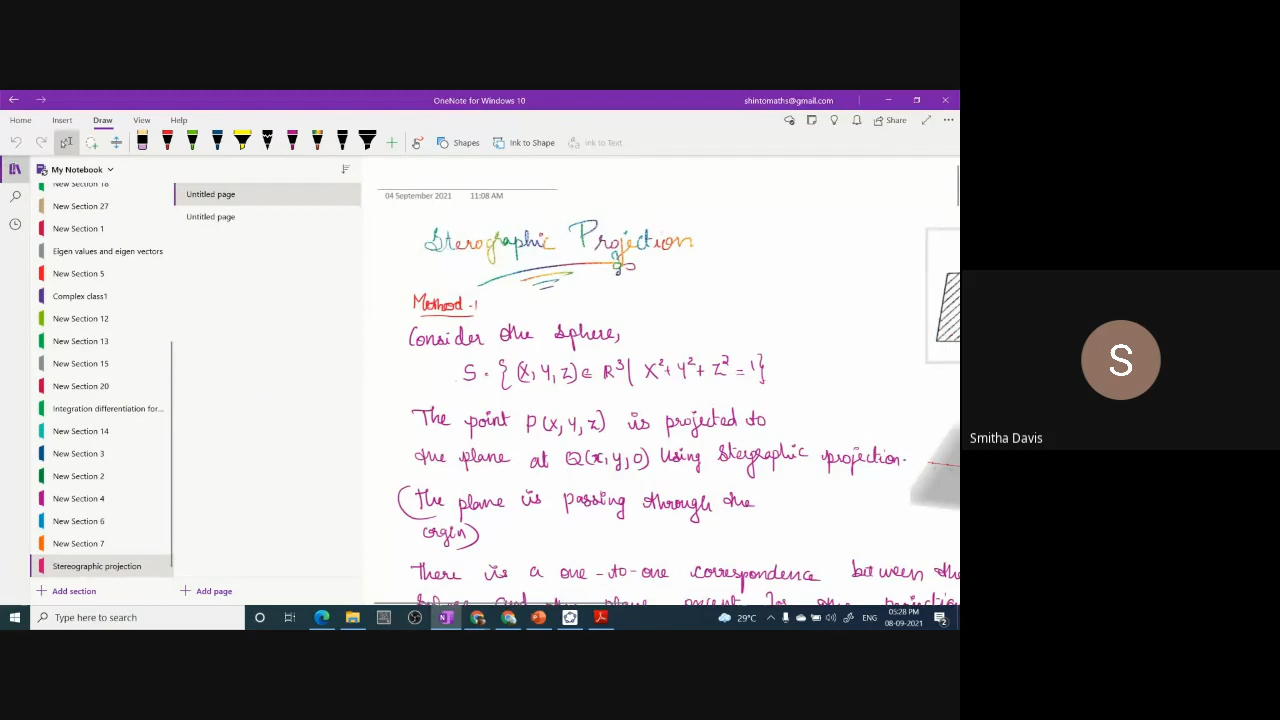 OneNote for Windows 10
shintomaths@gmail.com
Home Insert Draw View Help
Share
Shapes Ink to Shape Ink to Text
My Notebook
New Section 18
New Section 27
New Section 1
Eigen values and eigen vectors
New Section 5
Complex class1
New Section 12
New Section 13
New Section 15
New Section 20
Integration differentiation for...
New Section 14
New Section 3
New Section 2
New Section 4
New Section 6
New Section 7
Stereographic projection
Add section
Untitled page
Untitled page
Add page
04 September 2021 11:08 AM
Sterographic Projection
Method-1
Consider the sphere,
S = {(X, Y, Z) ∈ R³ | X² + Y² + Z² = 1}
The point P(X, Y, Z) is projected to
the plane at Q(x, y, 0) using Stergraphic projection.
(The plane is passing through the
orgin)
There is a one-to-one correspondence between the
S
Smitha Davis
Type here to search
29°C
ENG
05:28 PM
08-09-2021
2